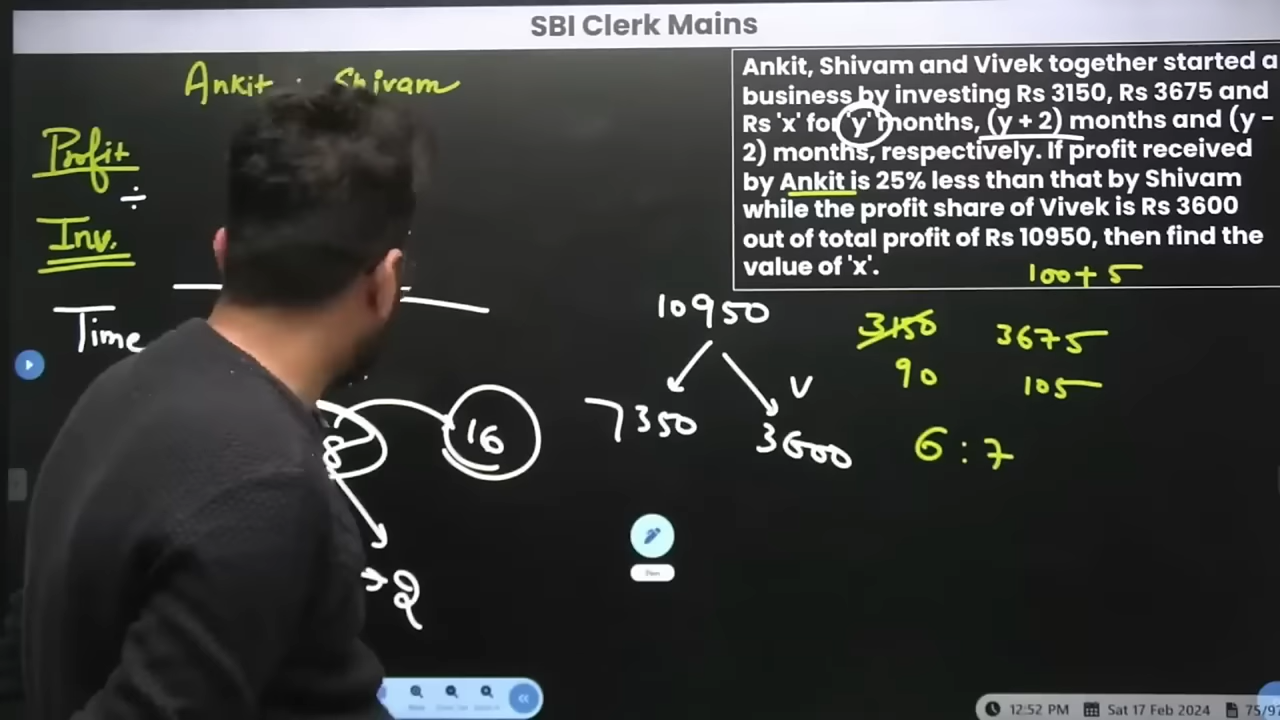 SBI Clerk Mains
Ankit : Shivam
Profit
÷
Inv.
Time
8
16
→ 2
Ankit, Shivam and Vivek together started a
business by investing Rs 3150, Rs 3675 and
Rs 'x' for 'y' months, (y + 2) months and (y -
2) months, respectively. If profit received
by Ankit is 25% less than that by Shivam
while the profit share of Vivek is Rs 3600
out of total profit of Rs 10950, then find the
value of 'x'.
100+5
10950
3150 3675
90 105
V
7350 3600
6 : 7
12:52 PM Sat 17 Feb 2024